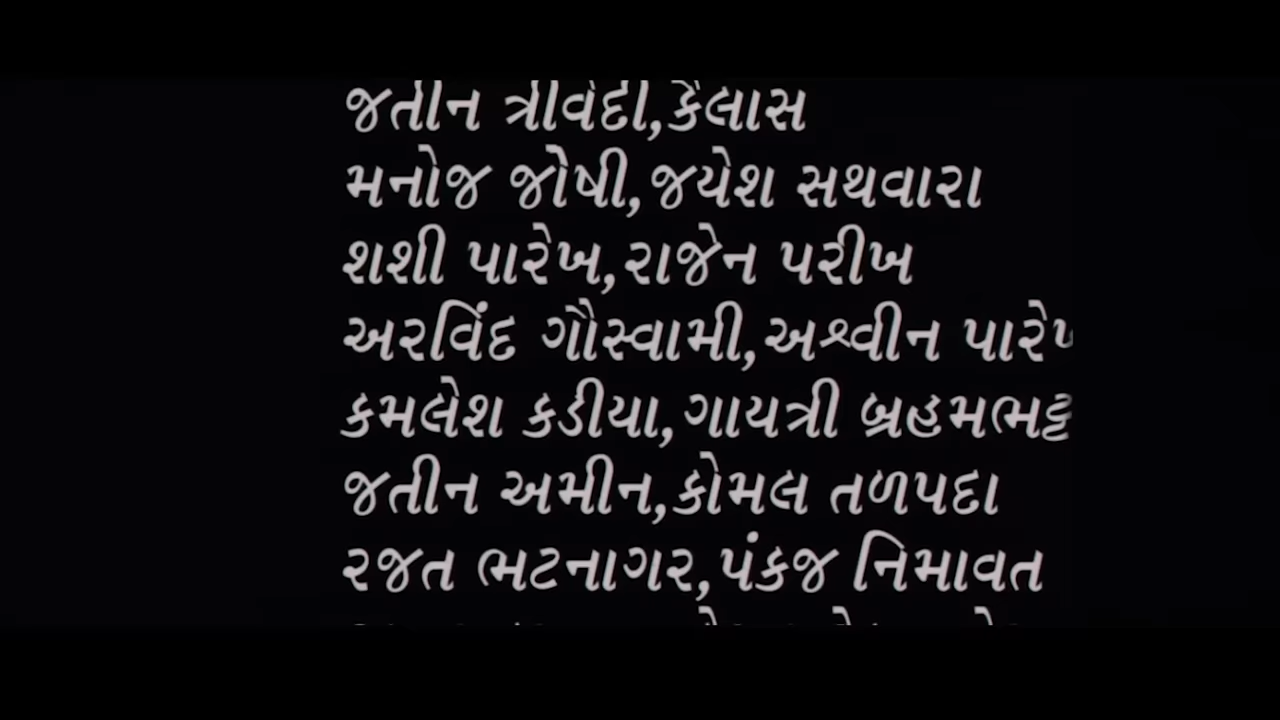 જતીન ત્રીવેદી,કૈલાસ
મનોજ જોષી,જયેશ સથવારા
શશી પારેખ,રાજેન પરીખ
અરવિંદ ગૌસ્વામી,અશ્વીન
કમલેશ કડીયા,ગાયત્રી બ્રહમભટ્ટ
જતીન અમીન,કોમલ તળપદા
રજત ભટનાગર,પંકજ નિમાવત